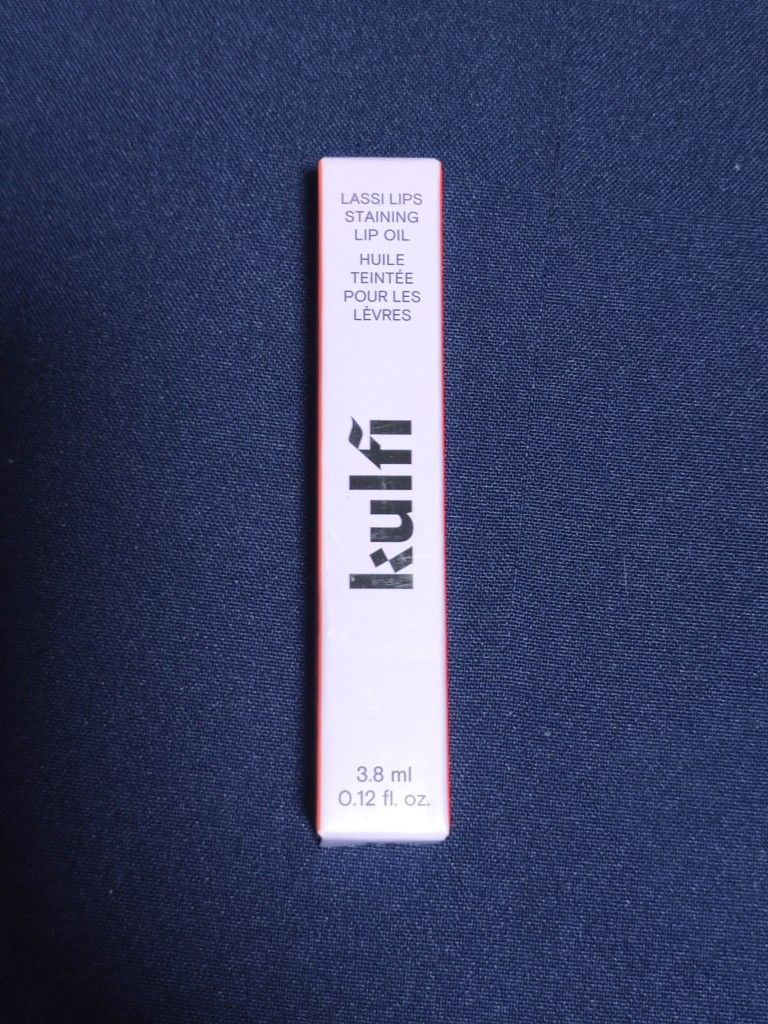 LASSI LIPS
STAINING
LIP OIL
HUILE
TEINTÉE
POUR LES
LÈVRES
kulfi
3.8 ml
0.12 fl. oz.